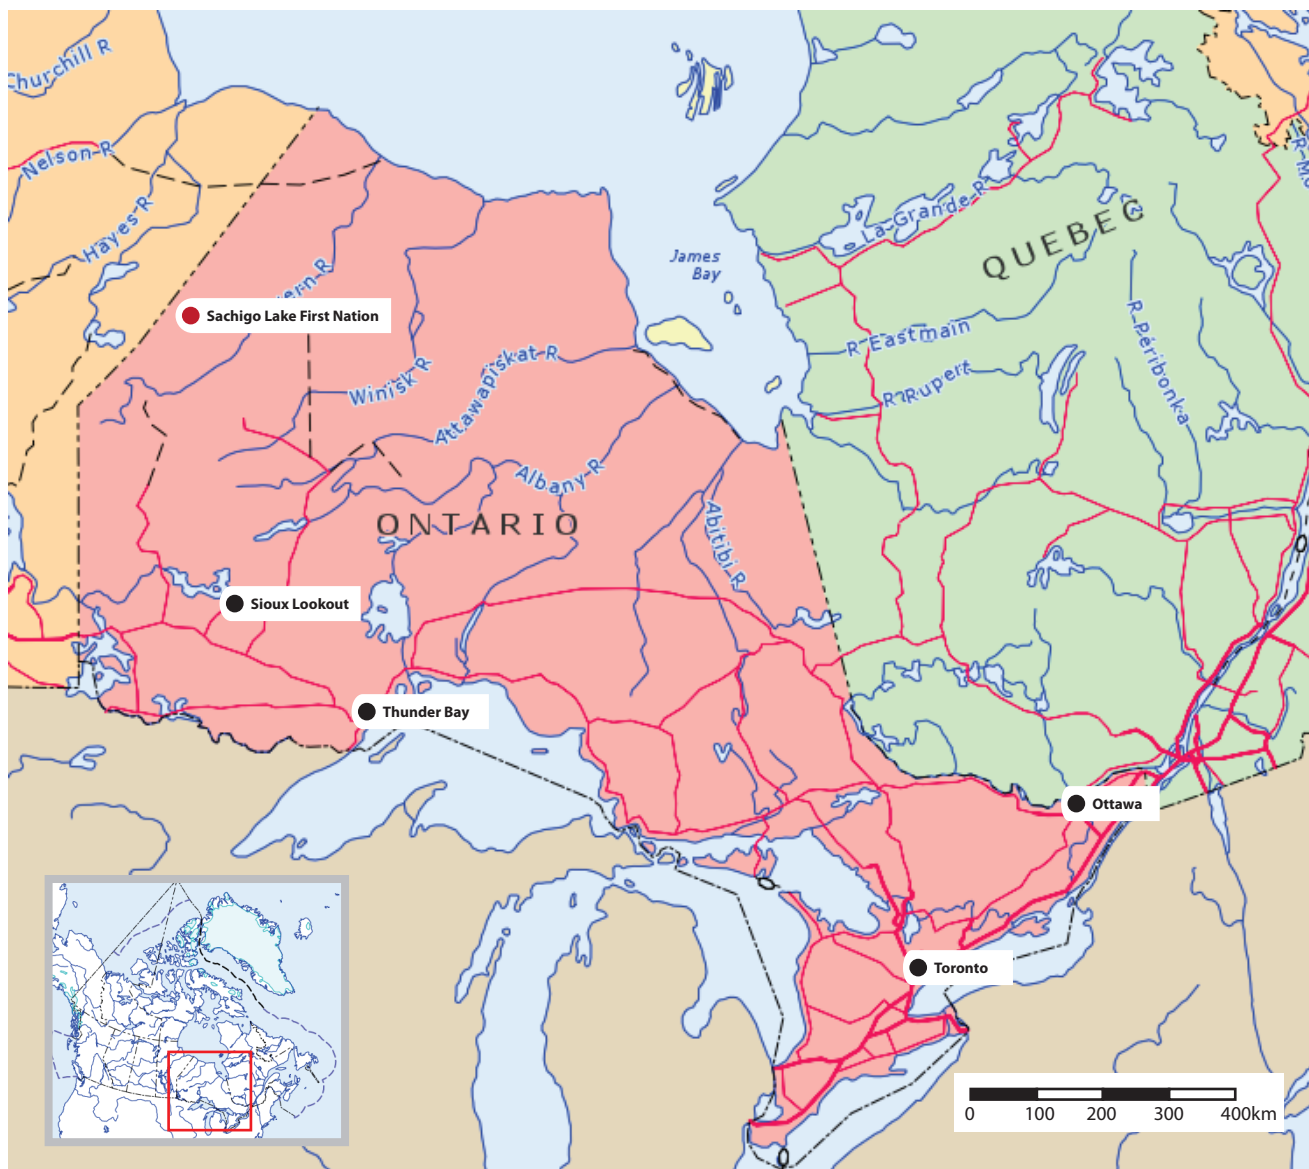 Churchill R
Nelson R
Hayes R
James
Bay
La Grande R
QUEBEC
Sachigo Lake First Nation
Winisk R
Attawapiskat R
R Eastmain
R Rupert
R Péribonka
Albany R
ONTARIO
Abitibi R
Sioux Lookout
Thunder Bay
Ottawa
Toronto
0 100 200 300 400km